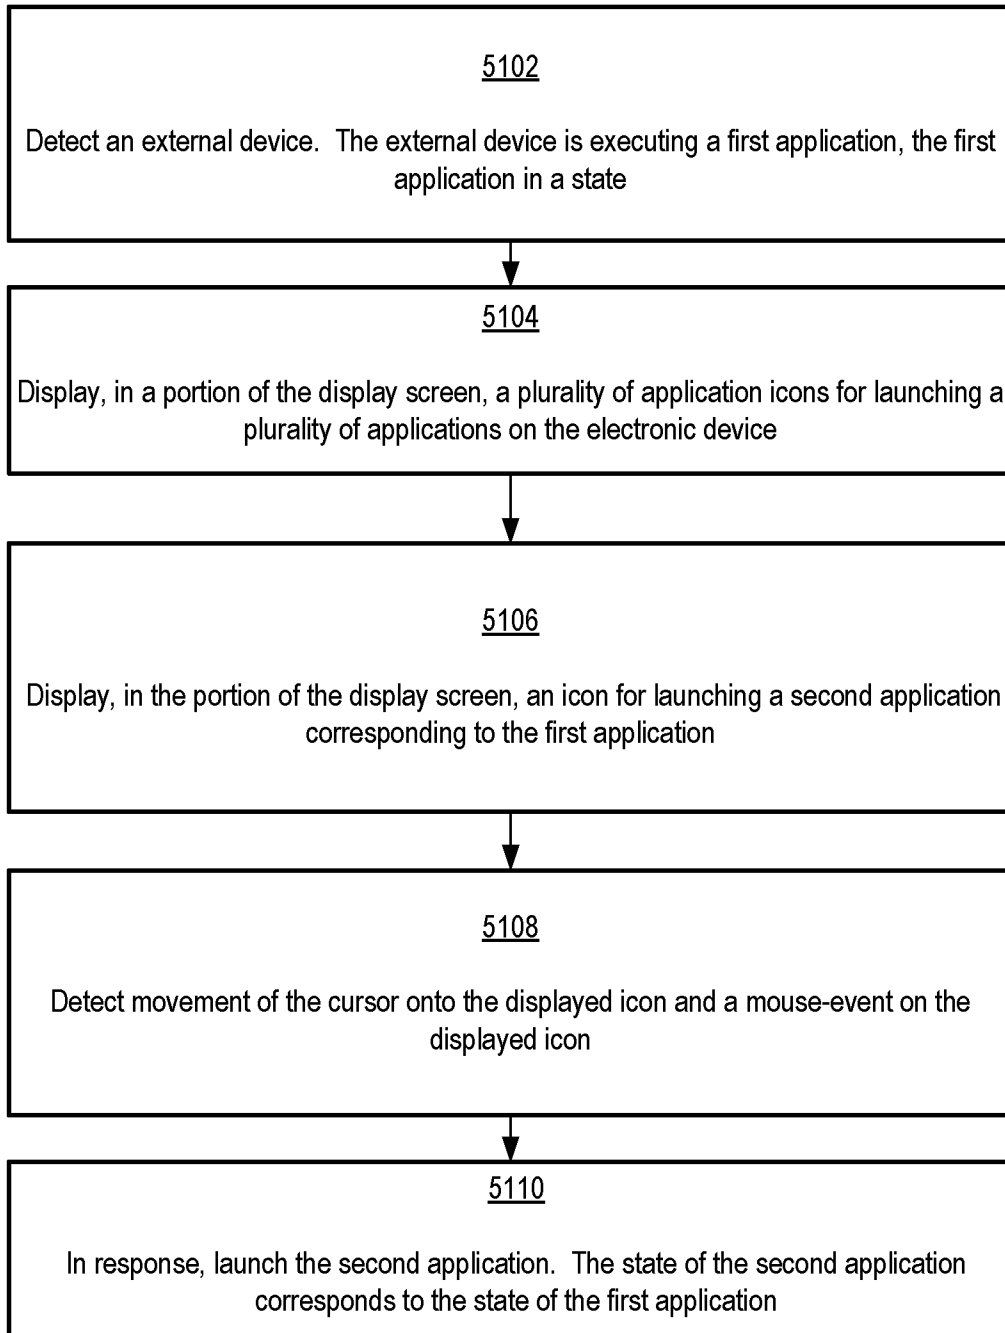 5102
Detect an external device. The external device is executing a first application, the first
application in a state
5104
Display, in a portion of the display screen, a plurality of application icons for launching a
plurality of applications on the electronic device
5106
Display, in the portion of the display screen, an icon for launching a second application
corresponding to the first application
5108
Detect movement of the cursor onto the displayed icon and a mouse-event on the
displayed icon
5110
In response, launch the second application. The state of the second application
corresponds to the state of the first application